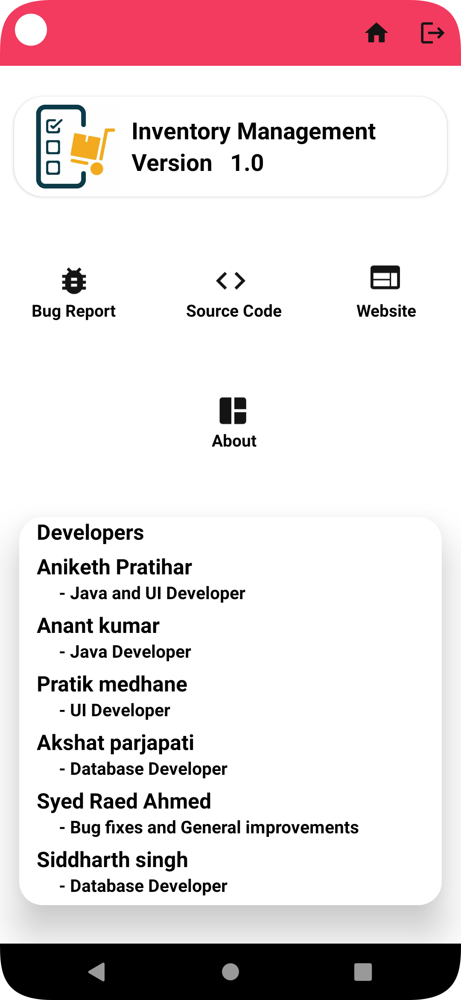 Inventory Management
Version 1.0
Bug Report
Source Code
Website
About
Developers
Aniketh Pratihar
- Java and UI Developer
Anant kumar
- Java Developer
Pratik medhane
- UI Developer
Akshat parjapati
- Database Developer
Syed Raed Ahmed
- Bug fixes and General improvements
Siddharth singh
- Database Developer